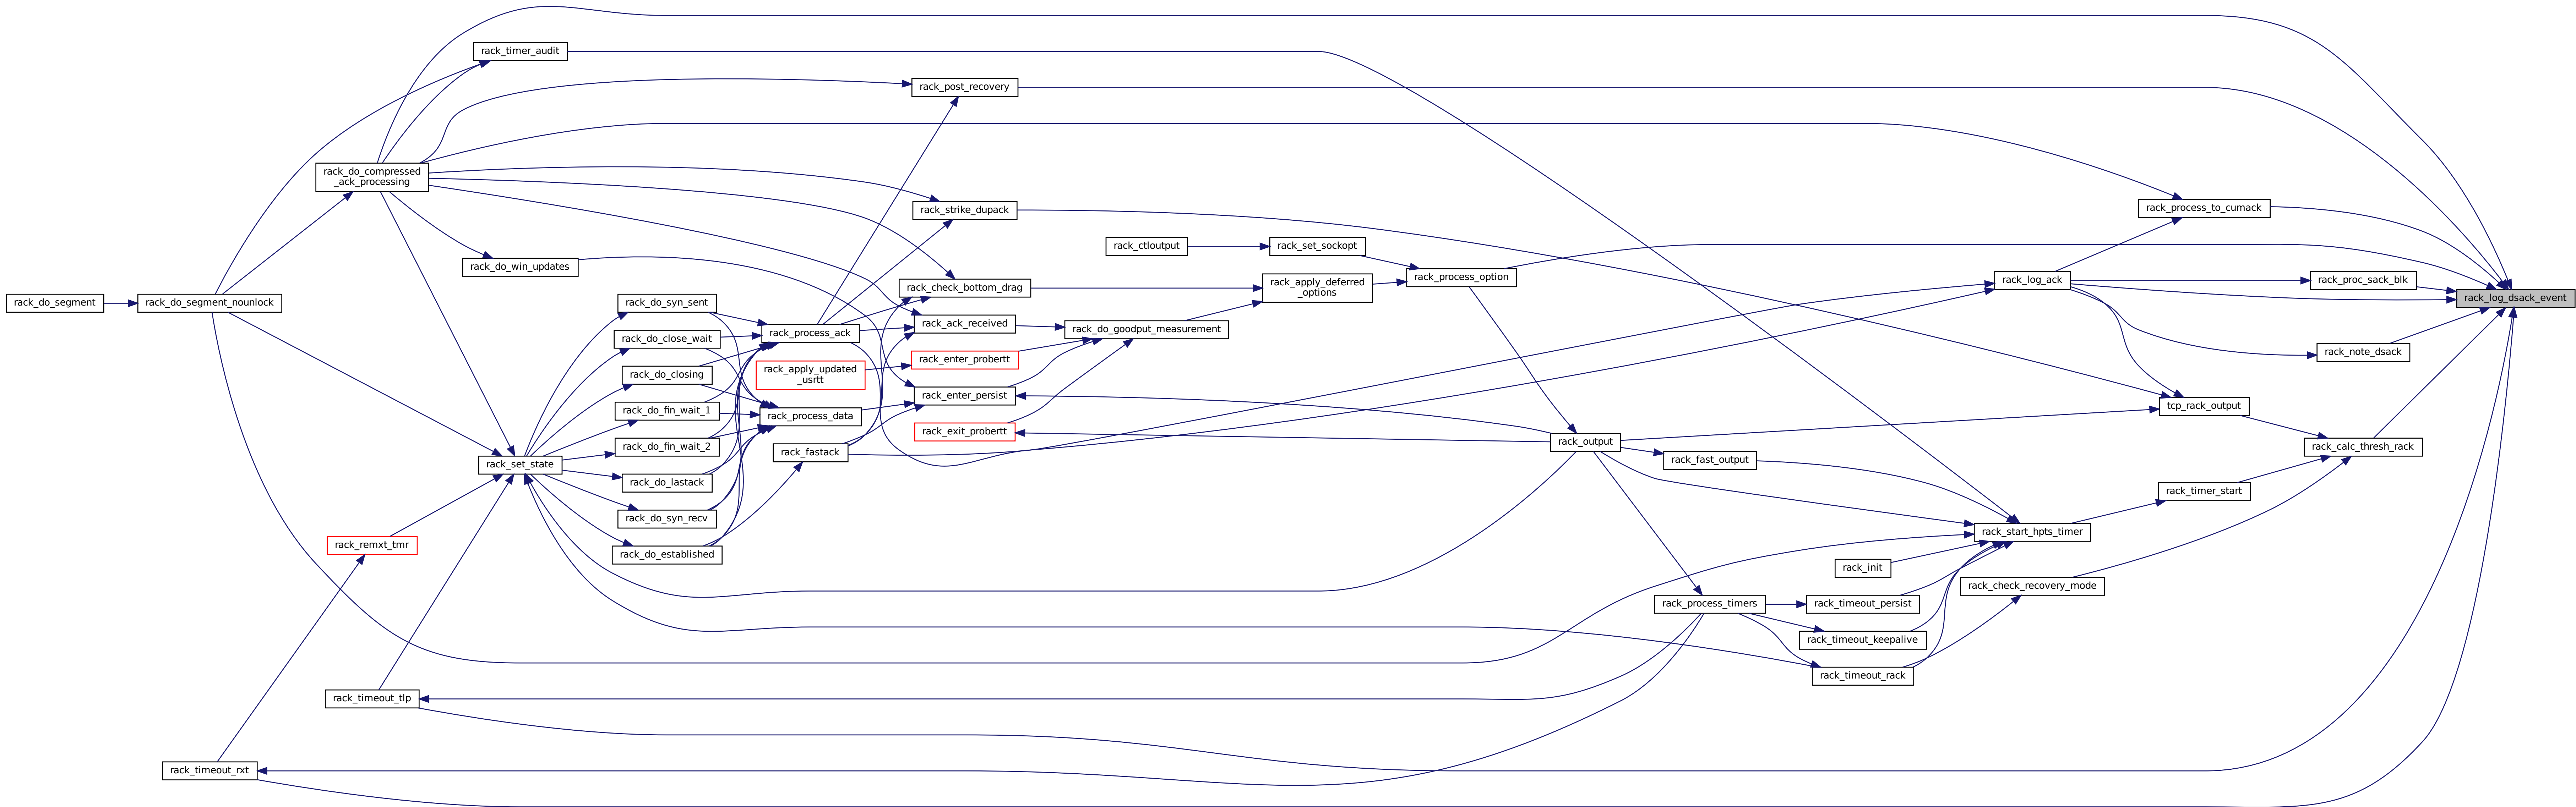 rack_timer_audit
rack_post_recovery
rack_do_compressed
_ack_processing
rack_strike_dupack
rack_process_to_cumack
rack_ctloutput
rack_set_sockopt
rack_do_win_updates
rack_process_option
rack_log_ack
rack_proc_sack_blk
rack_apply_deferred
_options
rack_check_bottom_drag
rack_log_dsack_event
rack_do_segment
rack_do_segment_nounlock
rack_do_syn_sent
rack_ack_received
rack_do_goodput_measurement
rack_process_ack
rack_do_close_wait
rack_note_dsack
rack_enter_probertt
rack_do_closing
rack_apply_updated
_usrtt
rack_enter_persist
tcp_rack_output
rack_do_fin_wait_1
rack_process_data
rack_exit_probertt
rack_output
rack_do_fin_wait_2
rack_calc_thresh_rack
rack_fastack
rack_fast_output
rack_set_state
rack_do_lastack
rack_timer_start
rack_do_syn_recv
rack_start_hpts_timer
rack_remxt_tmr
rack_do_established
rack_init
rack_check_recovery_mode
rack_process_timers
rack_timeout_persist
rack_timeout_keepalive
rack_timeout_rack
rack_timeout_tlp
rack_timeout_rxt